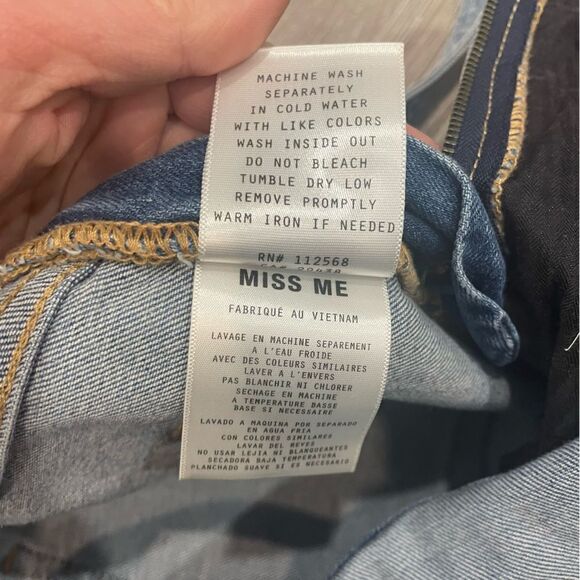 MACHINE WASH
SEPARATELY
IN COLD WATER
WITH LIKE COLORS
WASH INSIDE OUT
DO NOT BLEACH
TUMBLE DRY LOW
REMOVE PROMPTLY
WARM IRON IF NEEDED
RN# 112568
MISS ME
FABRIQUÉ AU VIETNAM
LAVAGE EN MACHINE SEPAREMENT
A L'EAU FROIDE
AVEC DES COULEURS SIMILAIRES
LAVER A L'ENVERS
PAS BLANCHIR NI CHLORER
SECHAGE EN MACHINE
A TEMPERATURE BASSE
BASE SI NECESSAIRE
LAVADO A MAQUINA POR SEPARADO
EN AGUA FRIA
CON COLORES SIMILARES
LAVAR DEL REVES
NO USAR LEJIA NI BLANQUEANTES
SECADORA BAJA TEMPERATURA
PLANCHADO SUAVE SI ES NECESARIO